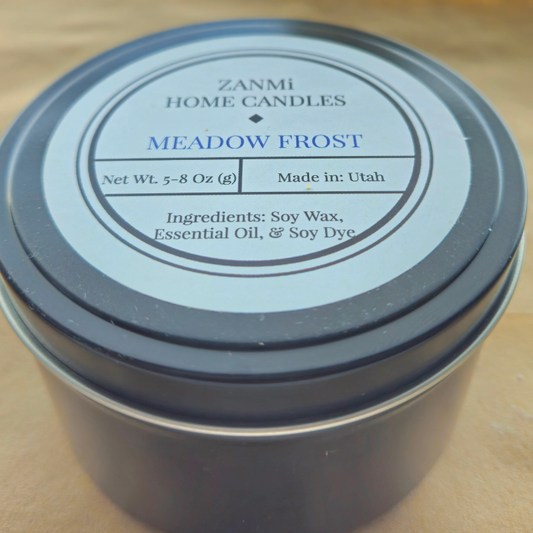 ZANMi
HOME CANDLES
MEADOW FROST
Net Wt. 5-8 Oz (g)
Made in: Utah
Ingredients: Soy Wax,
Essential Oil, & Soy Dye